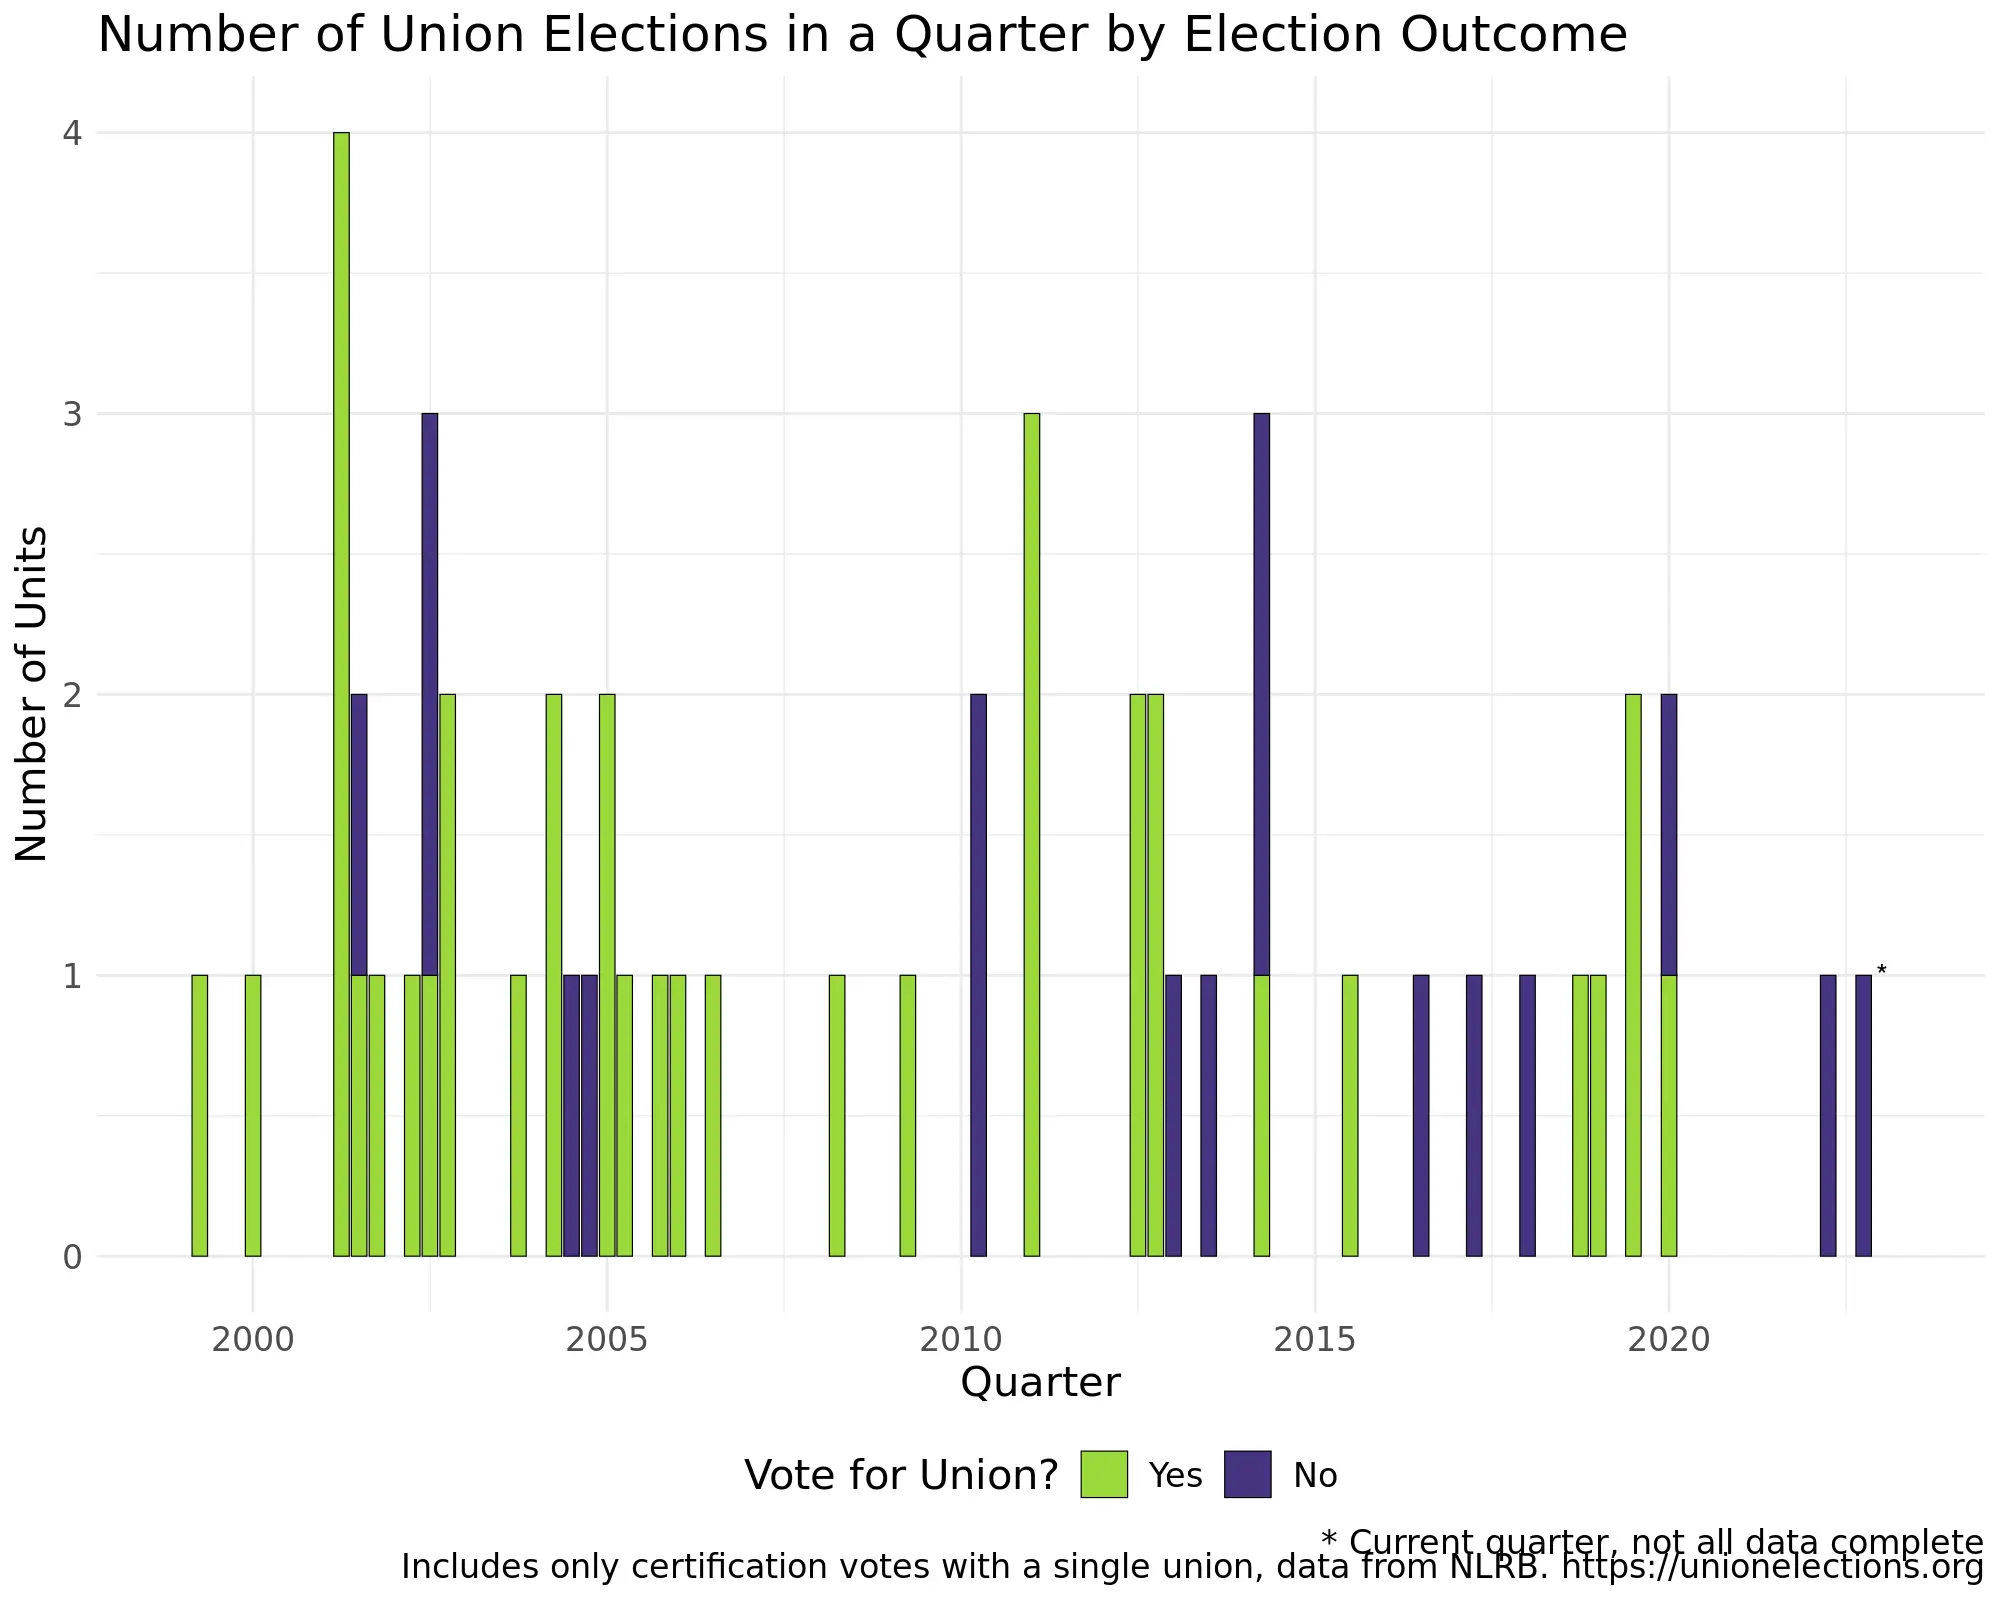 Number of Union Elections in a Quarter by Election Outcome
Number of Units
4
3
2
1
0
*
2000 2005 2010 2015 2020
Quarter
Vote for Union? Yes No
* Current quarter, not all data complete
Includes only certification votes with a single union, data from NLRB. https://unionelections.org